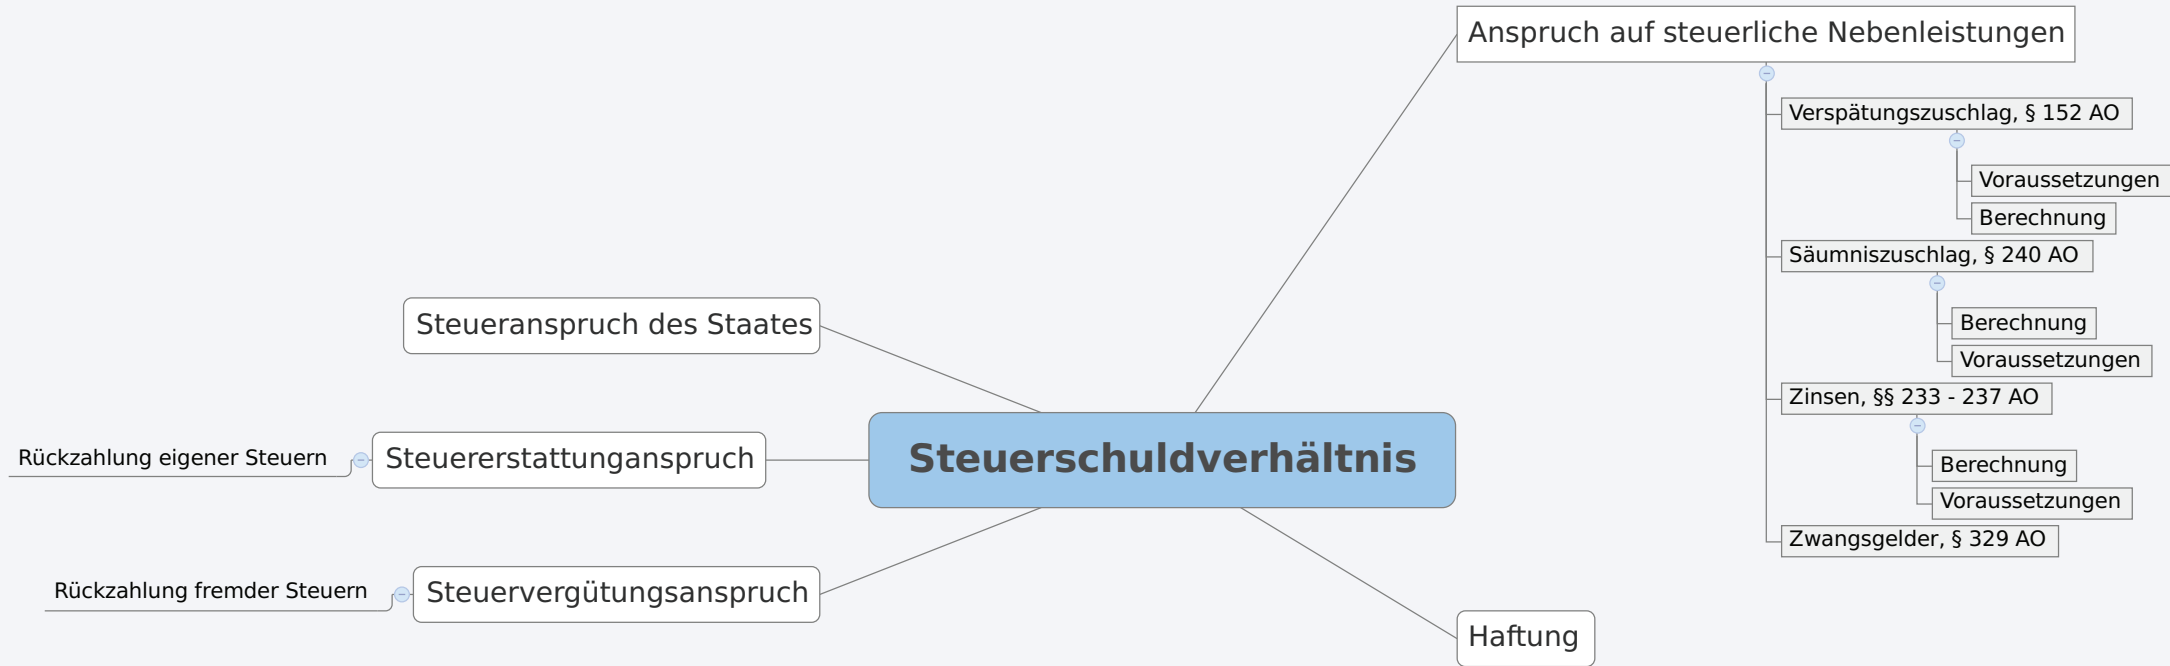 Anspruch auf steuerliche Nebenleistungen
Verspätungszuschlag, § 152 AO
Voraussetzungen
Berechnung
Säumniszuschlag, § 240 AO
Berechnung
Voraussetzungen
Zinsen, §§ 233 - 237 AO
Berechnung
Voraussetzungen
Zwangsgelder, § 329 AO
Steueranspruch des Staates
Steuerschuldverhältnis
Steuererstattunganspruch
Rückzahlung eigener Steuern
Steuervergütungsanspruch
Rückzahlung fremder Steuern
Haftung